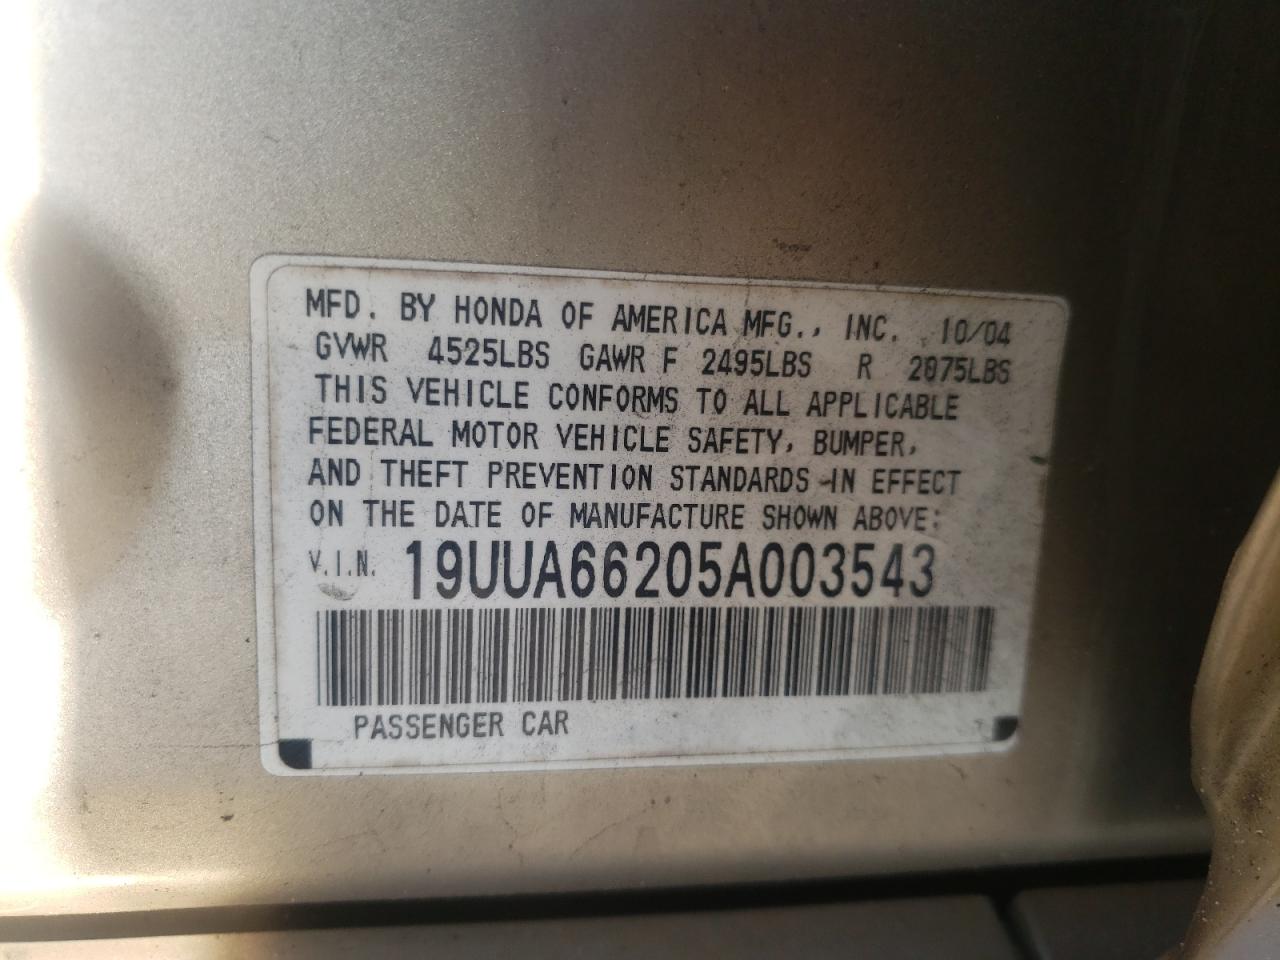 MFD. BY HONDA OF AMERICA MFG., INC. 10/04
GVWR 4525LBS GAWR F 2495LBS R 2075LBS
THIS VEHICLE CONFORMS TO ALL APPLICABLE
FEDERAL MOTOR VEHICLE SAFETY, BUMPER,
AND THEFT PREVENTION STANDARDS IN EFFECT
ON THE DATE OF MANUFACTURE SHOWN ABOVE:
V.I.N. 19UUA66205A003543
PASSENGER CAR